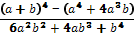 (a + b)⁴ − (a⁴ + 4a³b)
6a²b² + 4ab³ + b⁴